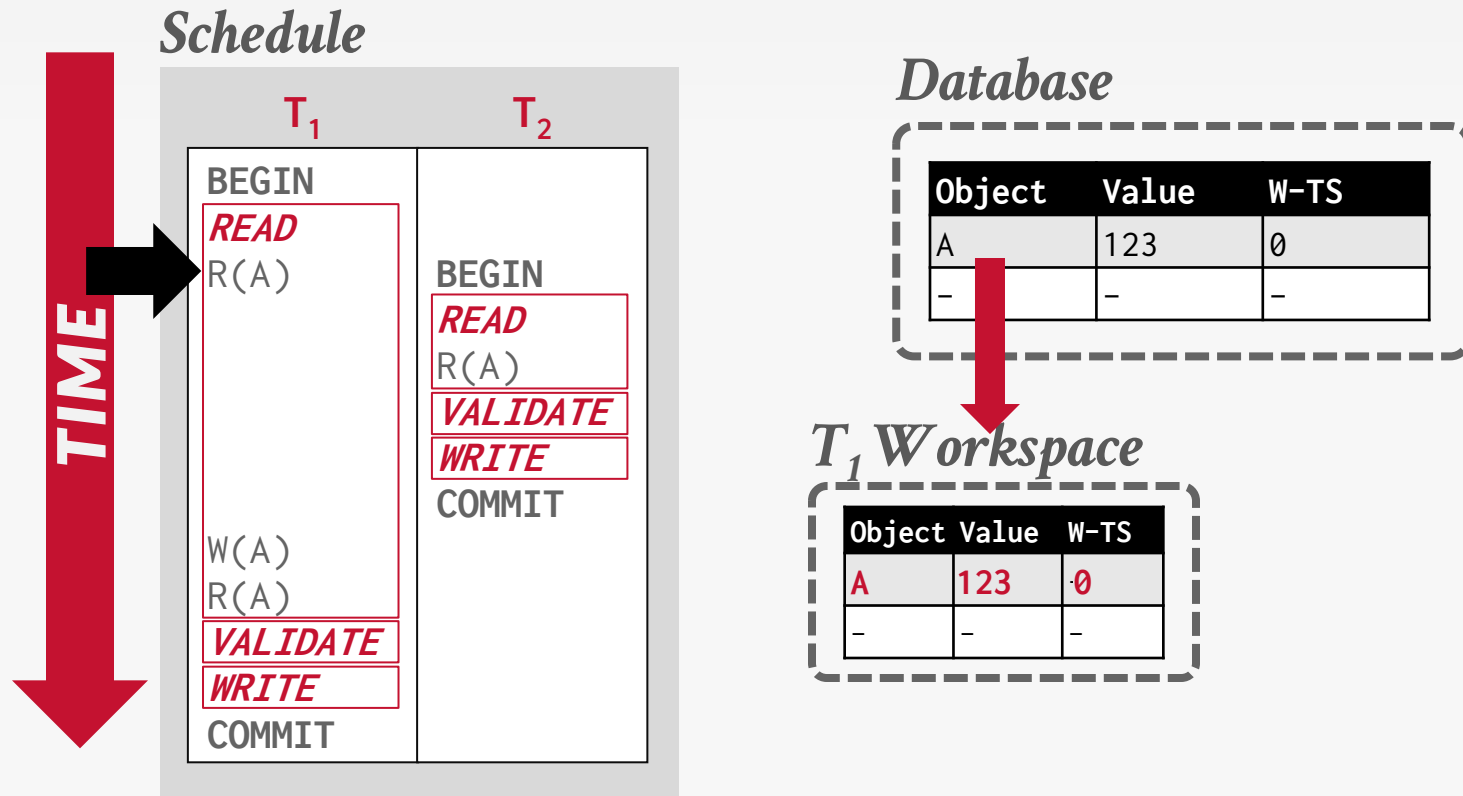 Schedule
TIME
T1
T2
BEGIN
READ
R(A)
BEGIN
READ
R(A)
VALIDATE
WRITE
COMMIT
W(A)
R(A)
VALIDATE
WRITE
COMMIT
Database
Object Value W-TS
A 123 0
- - -
T1 Workspace
Object Value W-TS
A 123 0
- - -